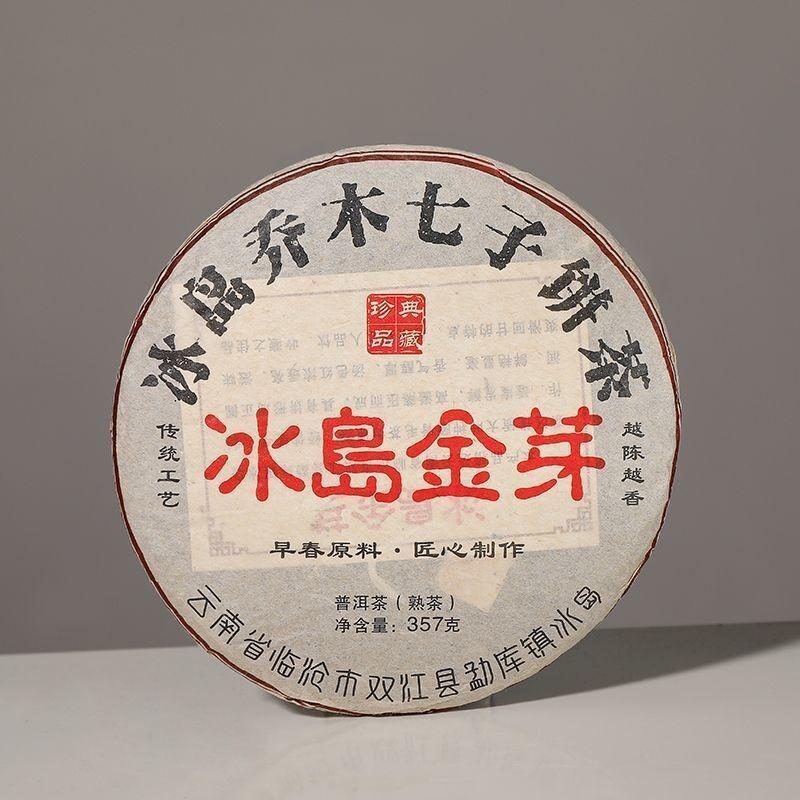 冰岛乔木七子饼茶
典藏
珍品
传统工艺
冰島金芽
越陈越香
早春原料·匠心制作
普洱茶（熟茶）
净含量：357克
云南省临沧市双江县勐库镇冰岛